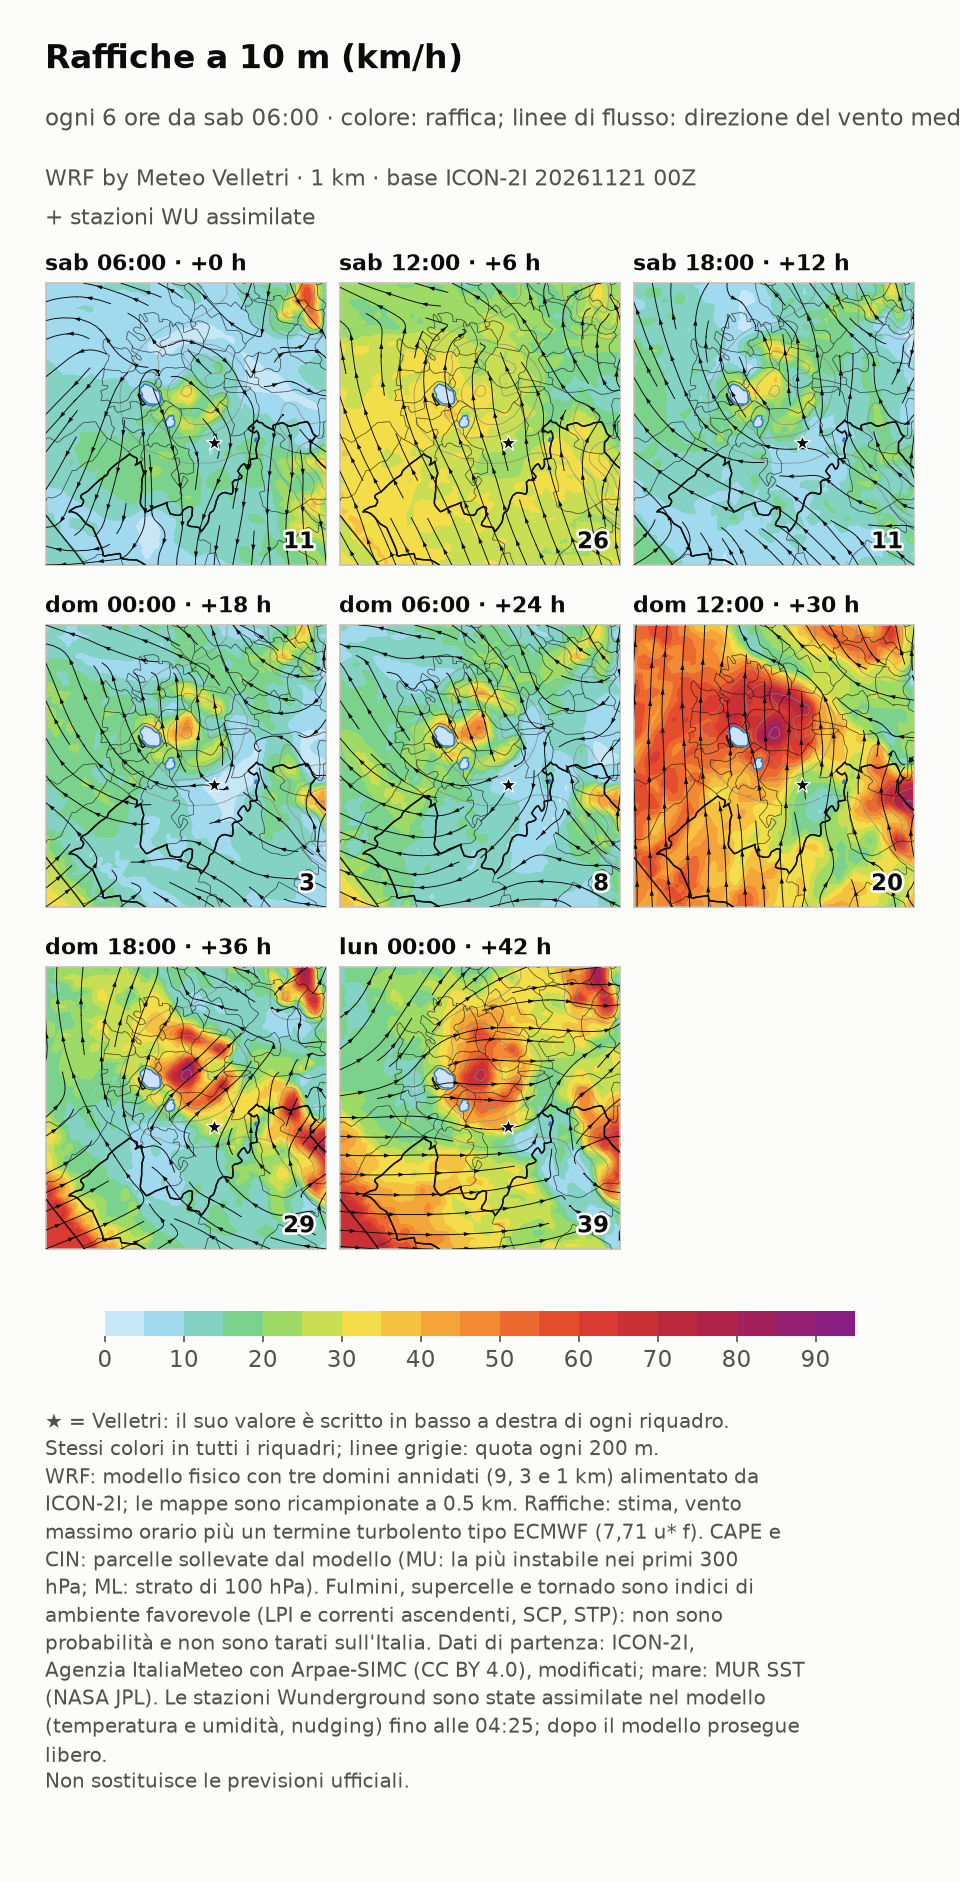 Raffiche a 10 m (km/h)
ogni 6 ore da sab 06:00 · colore: raffica; linee di flusso: direzione del vento med
WRF by Meteo Velletri · 1 km · base ICON-2I 20261121 00Z
+ stazioni WU assimilate
sab 06:00 · +0 h
sab 12:00 · +6 h
sab 18:00 · +12 h
11
26
11
dom 00:00 · +18 h
dom 06:00 · +24 h
dom 12:00 · +30 h
3
8
20
dom 18:00 · +36 h
lun 00:00 · +42 h
29
39
0 10 20 30 40 50 60 70 80 90
★ = Velletri: il suo valore è scritto in basso a destra di ogni riquadro.
Stessi colori in tutti i riquadri; linee grigie: quota ogni 200 m.
WRF: modello fisico con tre domini annidati (9, 3 e 1 km) alimentato da
ICON-2I; le mappe sono ricampionate a 0.5 km. Raffiche: stima, vento
massimo orario più un termine turbolento tipo ECMWF (7,71 u* f). CAPE e
CIN: parcelle sollevate dal modello (MU: la più instabile nei primi 300
hPa; ML: strato di 100 hPa). Fulmini, supercelle e tornado sono indici di
ambiente favorevole (LPI e correnti ascendenti, SCP, STP): non sono
probabilità e non sono tarati sull'Italia. Dati di partenza: ICON-2I,
Agenzia ItaliaMeteo con Arpae-SIMC (CC BY 4.0), modificati; mare: MUR SST
(NASA JPL). Le stazioni Wunderground sono state assimilate nel modello
(temperatura e umidità, nudging) fino alle 04:25; dopo il modello prosegue
libero.
Non sostituisce le previsioni ufficiali.